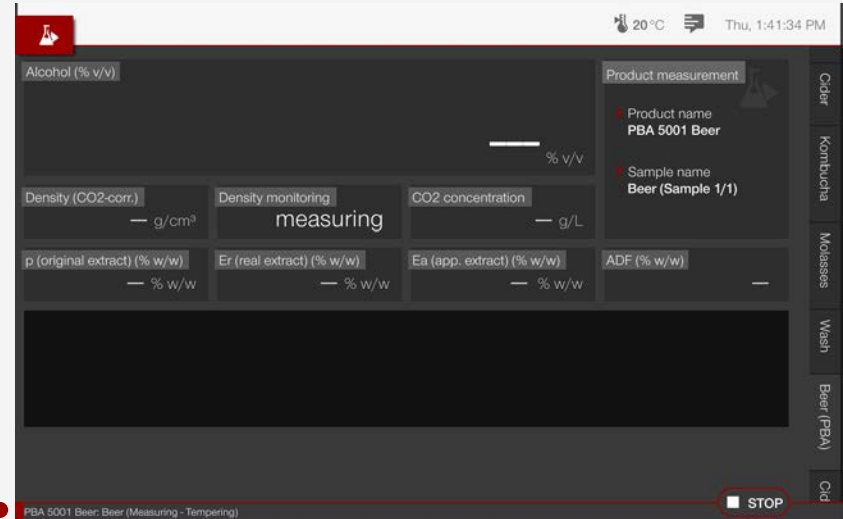 20 °C
Thu, 1:41:34 PM
Alcohol (% v/v)
% v/v
Product measurement
Product name
PBA 5001 Beer
Sample name
Beer (Sample 1/1)
Density (CO2-corr.)
— g/cm³
Density monitoring
measuring
CO2 concentration
— g/L
p (original extract) (% w/w)
— % w/w
Er (real extract) (% w/w)
— % w/w
Ea (app. extract) (% w/w)
— % w/w
ADF (% w/w)
—
Cider
Kombucha
Molasses
Wash
Beer (PBA)
Cid
STOP
PBA 5001 Beer: Beer (Measuring - Tempering)